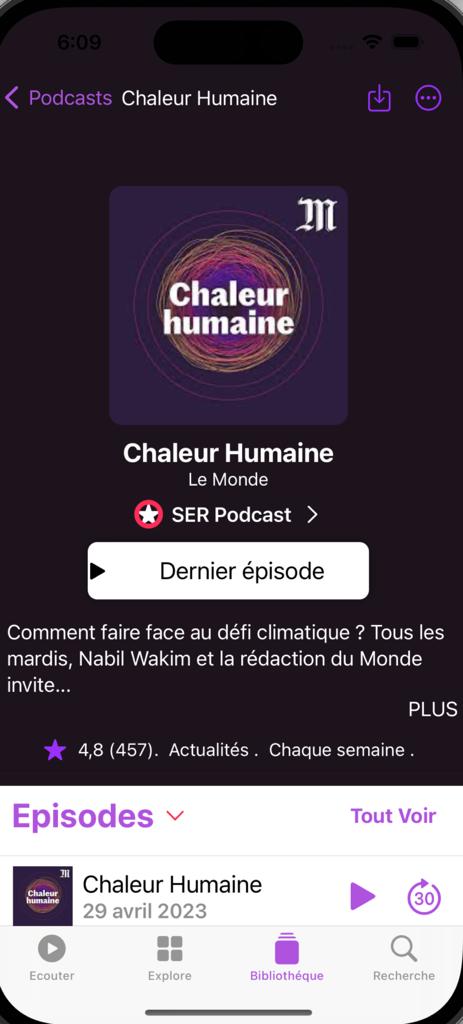 6:09
Podcasts Chaleur Humaine
M
Chaleur
humaine
Chaleur Humaine
Le Monde
SER Podcast
Dernier épisode
Comment faire face au défi climatique ? Tous les
mardis, Nabil Wakim et la rédaction du Monde
invite...
PLUS
4,8 (457). Actualités . Chaque semaine .
Episodes Tout Voir
M
Chaleur
humaine
Chaleur Humaine
29 avril 2023
30
Ecouter Explore Bibliothéque Recherche